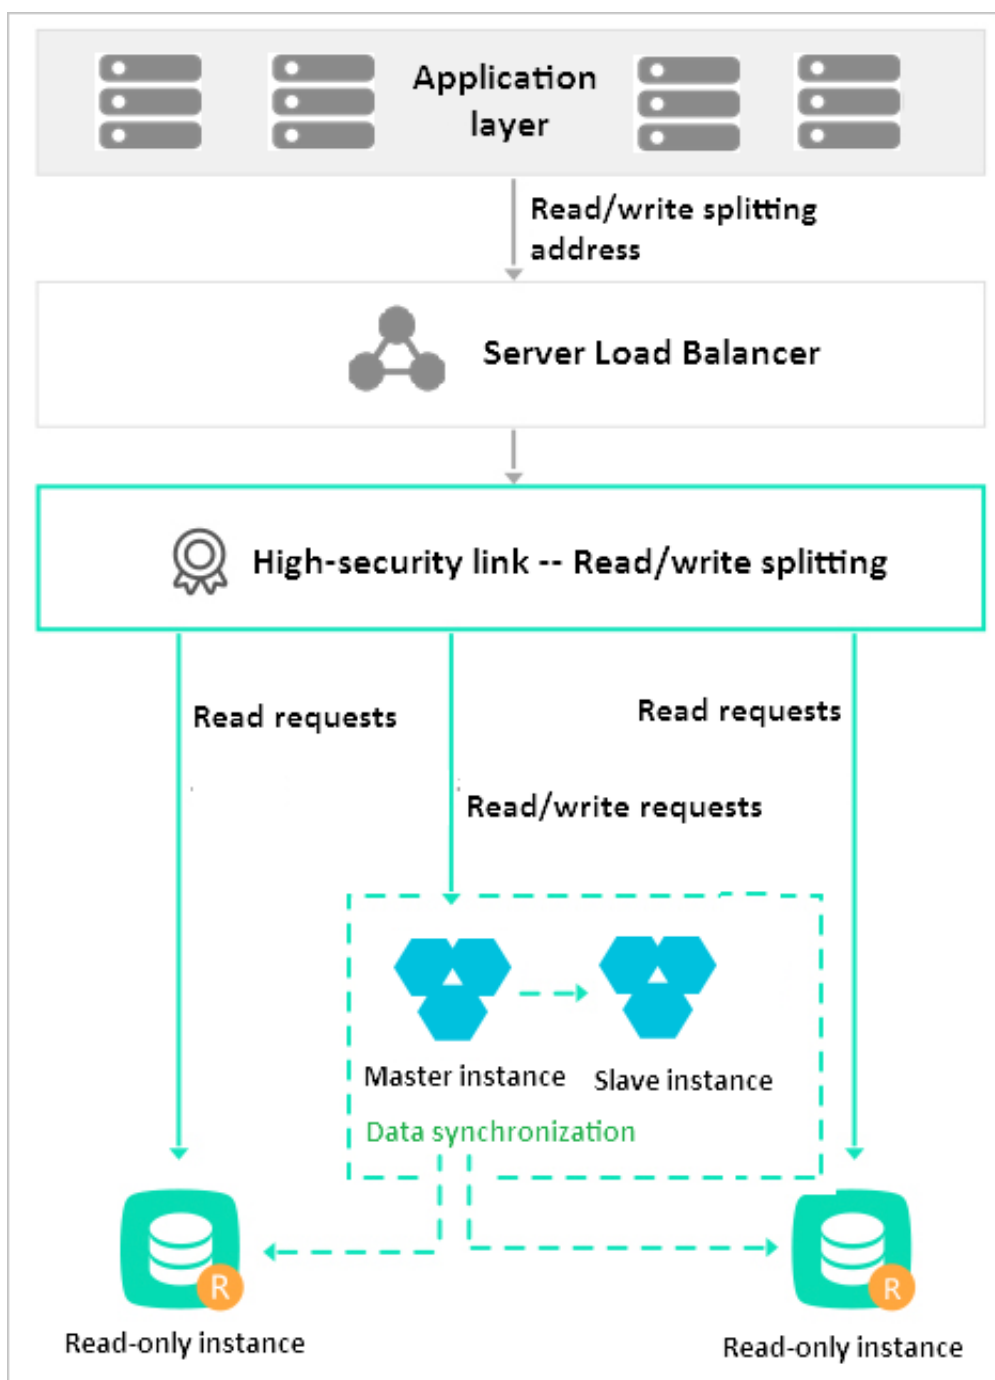 Application
layer
Read/write splitting
address
Server Load Balancer
High-security link -- Read/write splitting
Read requests
Read requests
Read/write requests
Master instance
Slave instance
Data synchronization
R
R
Read-only instance
Read-only instance